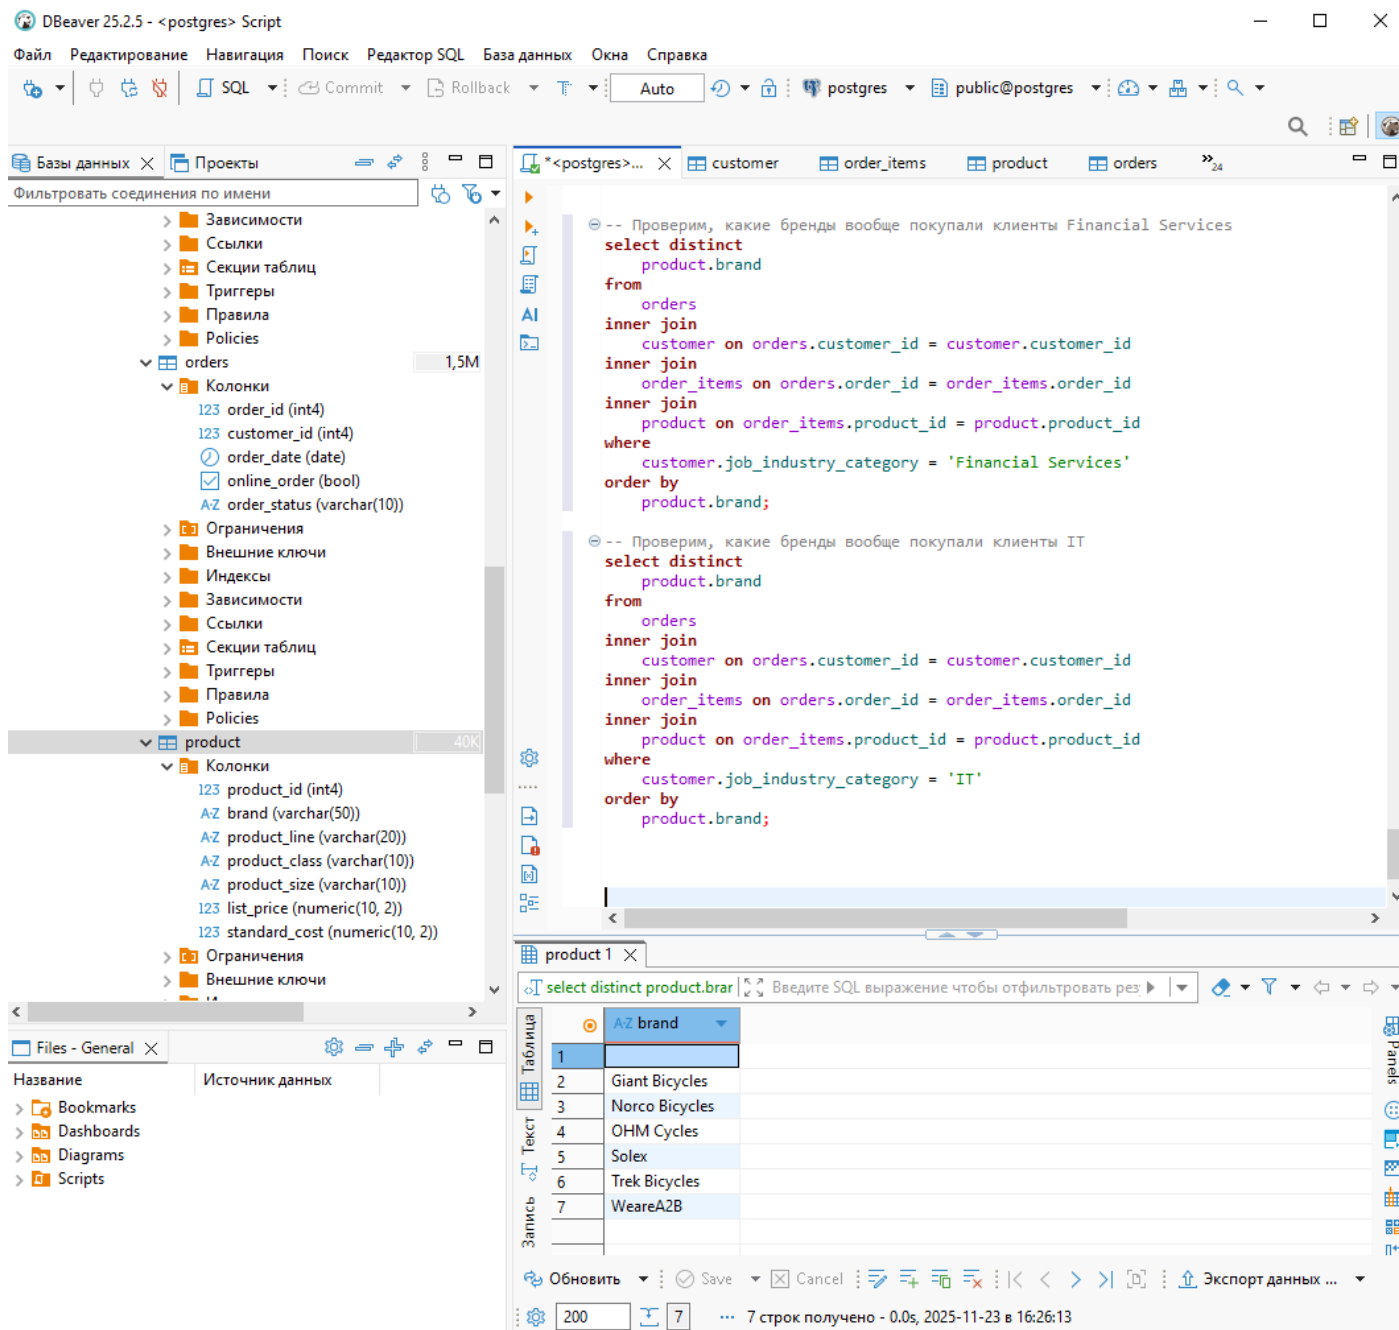 DBeaver 25.2.5 - <postgres> Script
Файл Редактирование Навигация Поиск Редактор SQL База данных Окна Справка
SQL Commit Rollback Auto postgres public@postgres
Базы данных Проекты
*<postgres>... customer order_items product orders »24
Фильтровать соединения по имени
Зависимости
Ссылки
Секции таблиц
Триггеры
Правила
Policies
orders 1,5M
Колонки
123 order_id (int4)
123 customer_id (int4)
order_date (date)
online_order (bool)
A-Z order_status (varchar(10))
Ограничения
Внешние ключи
Индексы
Зависимости
Ссылки
Секции таблиц
Триггеры
Правила
Policies
product 40K
Колонки
123 product_id (int4)
A-Z brand (varchar(50))
A-Z product_line (varchar(20))
A-Z product_class (varchar(10))
A-Z product_size (varchar(10))
123 list_price (numeric(10, 2))
123 standard_cost (numeric(10, 2))
Ограничения
Внешние ключи
AI
-- Проверим, какие бренды вообще покупали клиенты Financial Services
select distinct
product.brand
from
orders
inner join
customer on orders.customer_id = customer.customer_id
inner join
order_items on orders.order_id = order_items.order_id
inner join
product on order_items.product_id = product.product_id
where
customer.job_industry_category = 'Financial Services'
order by
product.brand;
-- Проверим, какие бренды вообще покупали клиенты IT
select distinct
product.brand
from
orders
inner join
customer on orders.customer_id = customer.customer_id
inner join
order_items on orders.order_id = order_items.order_id
inner join
product on order_items.product_id = product.product_id
where
customer.job_industry_category = 'IT'
order by
product.brand;
Files - General
Название Источник данных
Bookmarks
Dashboards
Diagrams
Scripts
product 1
select distinct product.brar Введите SQL выражение чтобы отфильтровать рез
Таблица
Текст
Запись
A-Z brand
1
2 Giant Bicycles
3 Norco Bicycles
4 OHM Cycles
5 Solex
6 Trek Bicycles
7 WeareA2B
Panels
Обновить Save Cancel Экспорт данных ...
200 7 ... 7 строк получено - 0.0s, 2025-11-23 в 16:26:13